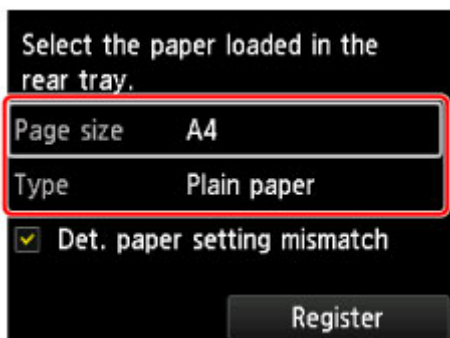 Select the paper loaded in the
rear tray.
Page size A4
Type Plain paper
Det. paper setting mismatch
Register